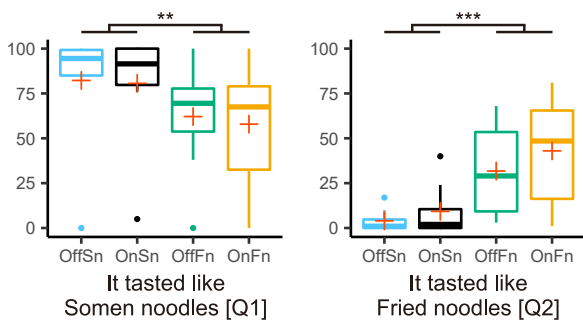 **
***
100
75
50
25
0
100
75
50
25
0
OffSn OnSn OffFn OnFn
OffSn OnSn OffFn OnFn
It tasted like
Somen noodles [Q1]
It tasted like
Fried noodles [Q2]